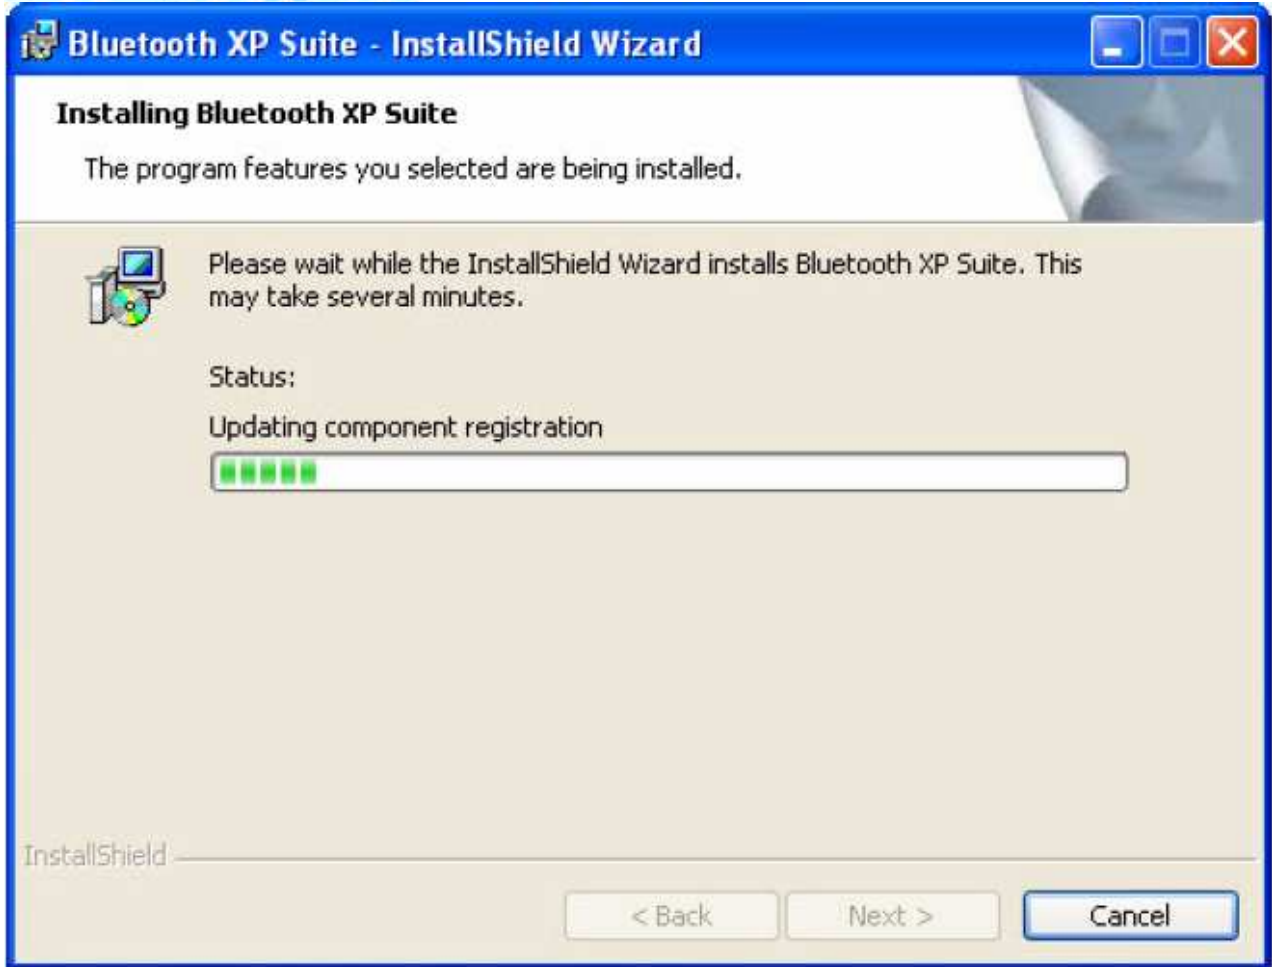 Bluetooth XP Suite - InstallShield Wizard
Installing Bluetooth XP Suite
The program features you selected are being installed.
Please wait while the InstallShield Wizard installs Bluetooth XP Suite. This
may take several minutes.
Status:
Updating component registration
InstallShield
< Back
Next >
Cancel